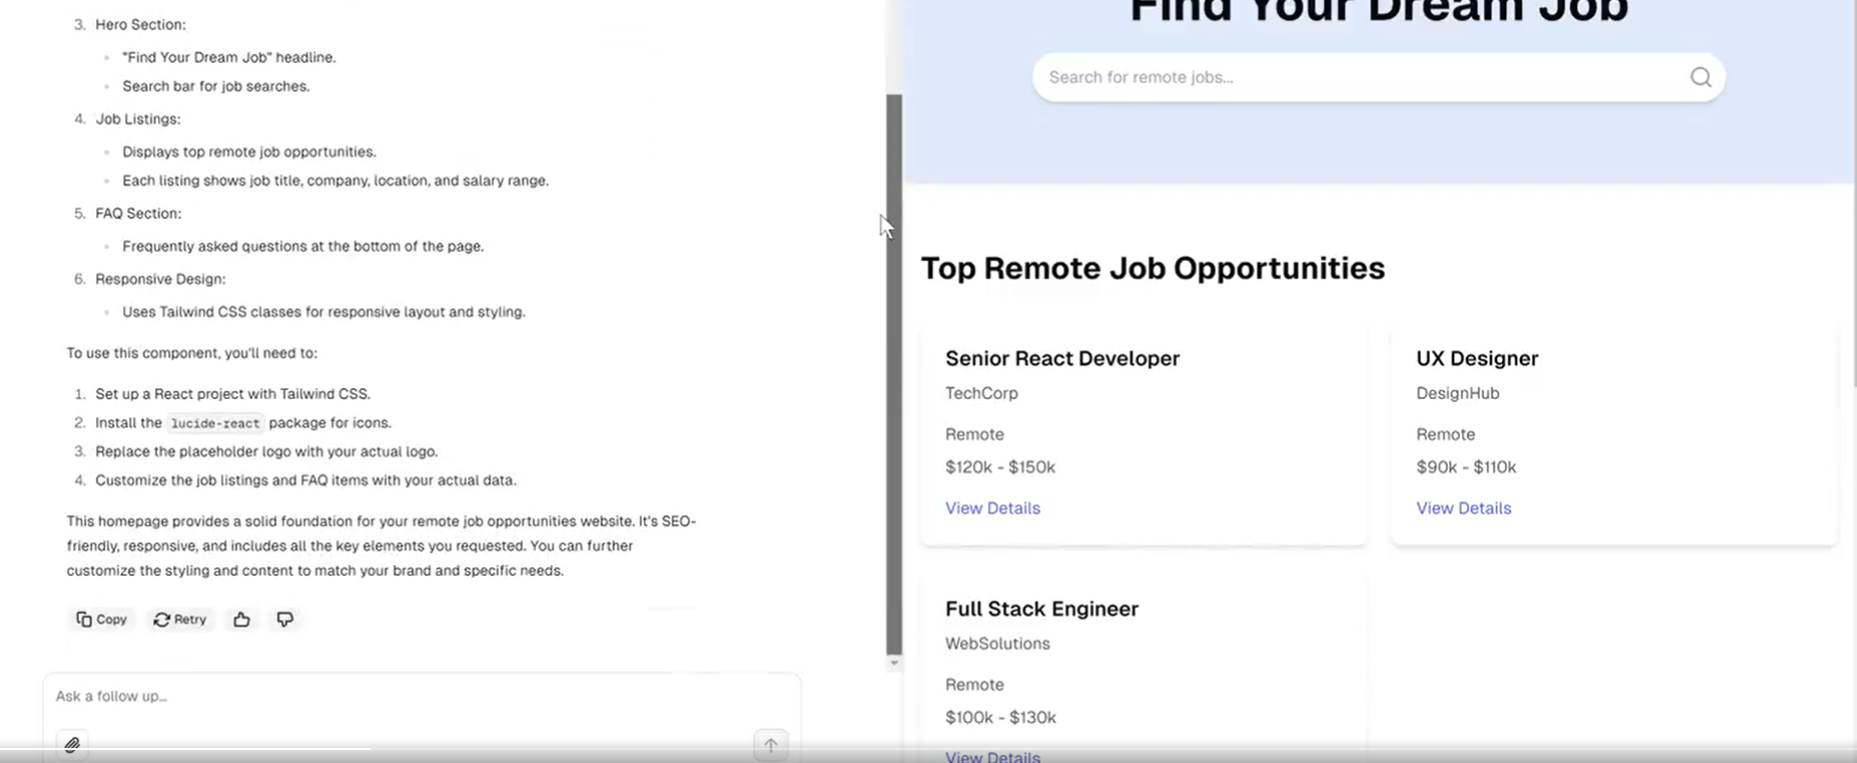 3. Hero Section:
"Find Your Dream Job" headline.
Search bar for job searches.
4. Job Listings:
Displays top remote job opportunities.
Each listing shows job title, company, location, and salary range.
5. FAQ Section:
Frequently asked questions at the bottom of the page.
6. Responsive Design:
Uses Tailwind CSS classes for responsive layout and styling.
To use this component, you'll need to:
1. Set up a React project with Tailwind CSS.
2. Install the lucide-react package for icons.
3. Replace the placeholder logo with your actual logo.
4. Customize the job listings and FAQ items with your actual data.
This homepage provides a solid foundation for your remote job opportunities website. It's SEO-
friendly, responsive, and includes all the key elements you requested. You can further
customize the styling and content to match your brand and specific needs.
Copy Retry
Ask a follow up...
Find Your Dream Job
Search for remote jobs...
Top Remote Job Opportunities
Senior React Developer
TechCorp
Remote
$120k - $150k
View Details
UX Designer
DesignHub
Remote
$90k - $110k
View Details
Full Stack Engineer
WebSolutions
Remote
$100k - $130k
View Details